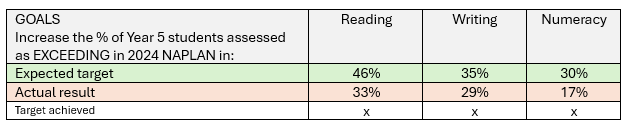 GOALS Reading Writing Numeracy
Increase the % of Year 5 students assessed
as EXCEEDING in 2024 NAPLAN in:
Expected target 46% 35% 30%
Actual result 33% 29% 17%
Target achieved x x x